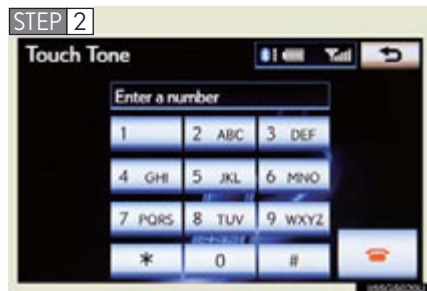 STEP 2
Touch Tone
Enter a number
1 2 ABC 3 DEF
4 GHI 5 JKL 6 MNO
7 PQRS 8 TUV 9 WXYZ
* 0 #